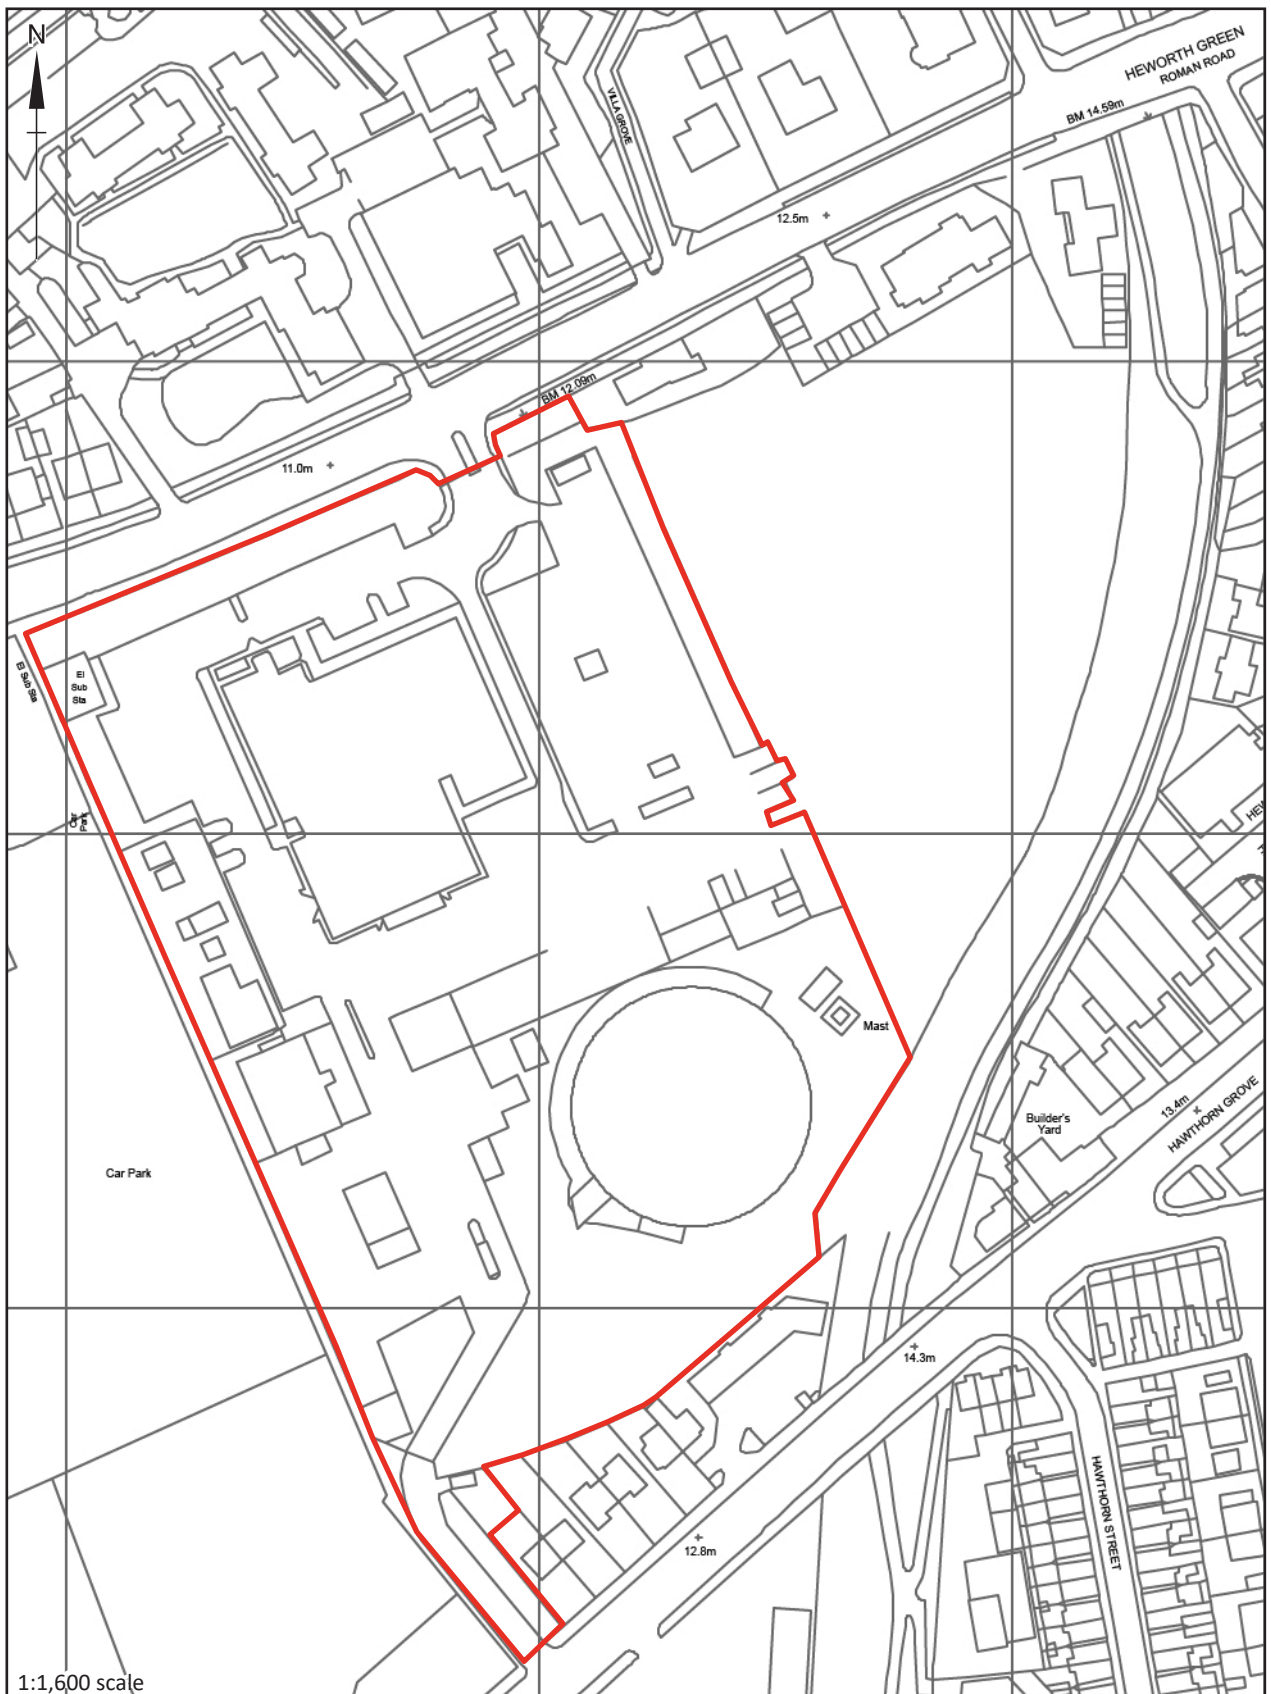 N
HEWORTH GREEN
ROMAN ROAD
BM 14.59m
VILLA GROVE
12.5m
BM 12.09m
11.0m
El Sub Sta
El
Sub
Sta
Car
Park
HEW
Mast
Builder's
Yard
13.4m
HAWTHORN GROVE
Car Park
14.3m
HAWTHORN STREET
12.8m
1:1,600 scale